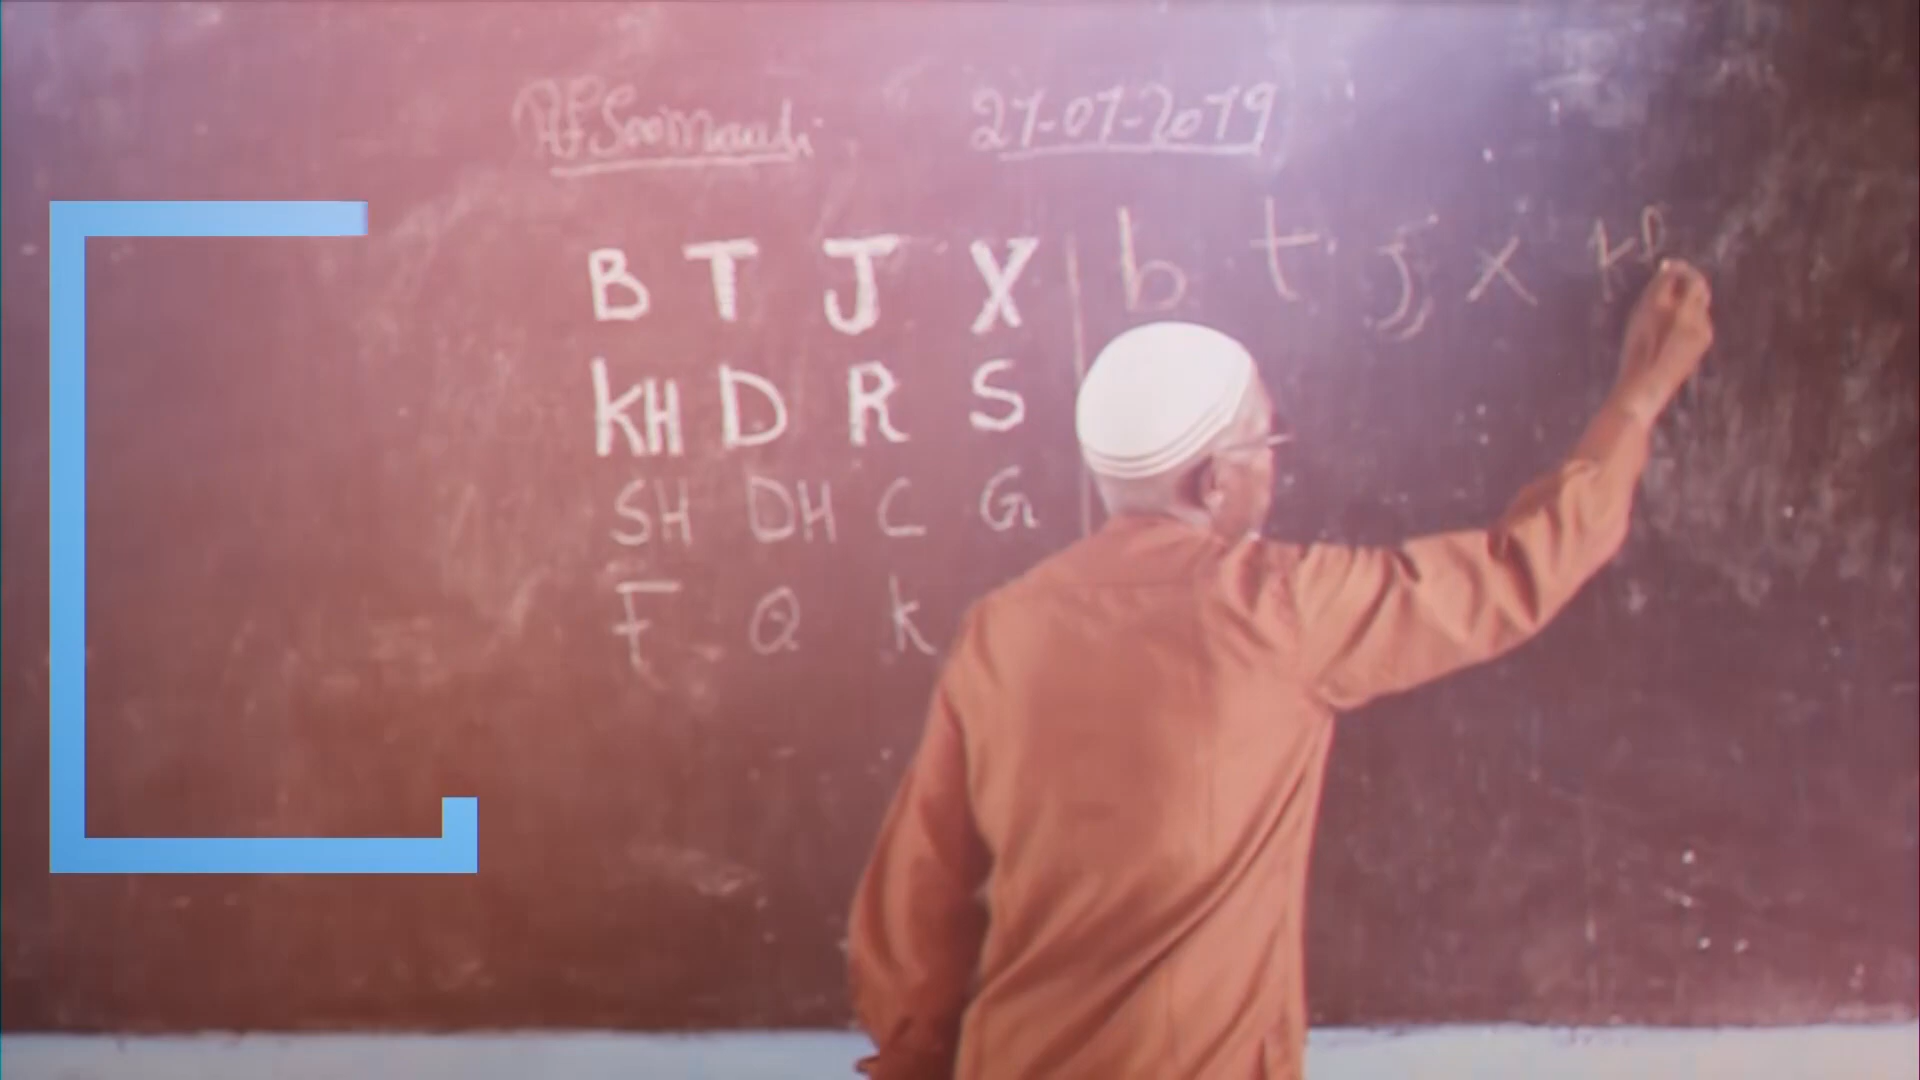 Af Soomaali 27-07-2019
B T J X b t j x kh
KH D R S
SH DH C G
F Q k